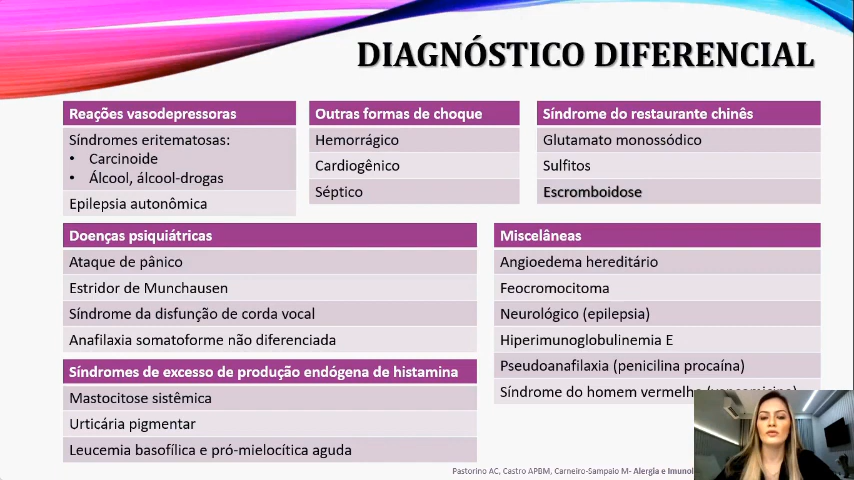 DIAGNÓSTICO DIFERENCIAL
Reações vasodepressoras
Síndromes eritematosas:
• Carcinoide
• Álcool, álcool-drogas
Epilepsia autonômica
Outras formas de choque
Hemorrágico
Cardiogênico
Séptico
Síndrome do restaurante chinês
Glutamato monossódico
Sulfitos
Escromboidose
Doenças psiquiátricas
Ataque de pânico
Estridor de Munchausen
Síndrome da disfunção de corda vocal
Anafilaxia somatoforme não diferenciada
Síndromes de excesso de produção endógena de histamina
Mastocitose sistêmica
Urticária pigmentar
Leucemia basofílica e pró-mielocítica aguda
Miscelâneas
Angioedema hereditário
Feocromocitoma
Neurológico (epilepsia)
Hiperimunoglobulinemia E
Pseudoanafilaxia (penicilina procaína)
Síndrome do homem vermelho
Pastorino AC, Castro APBM, Carneiro-Sampaio M- Alergia e